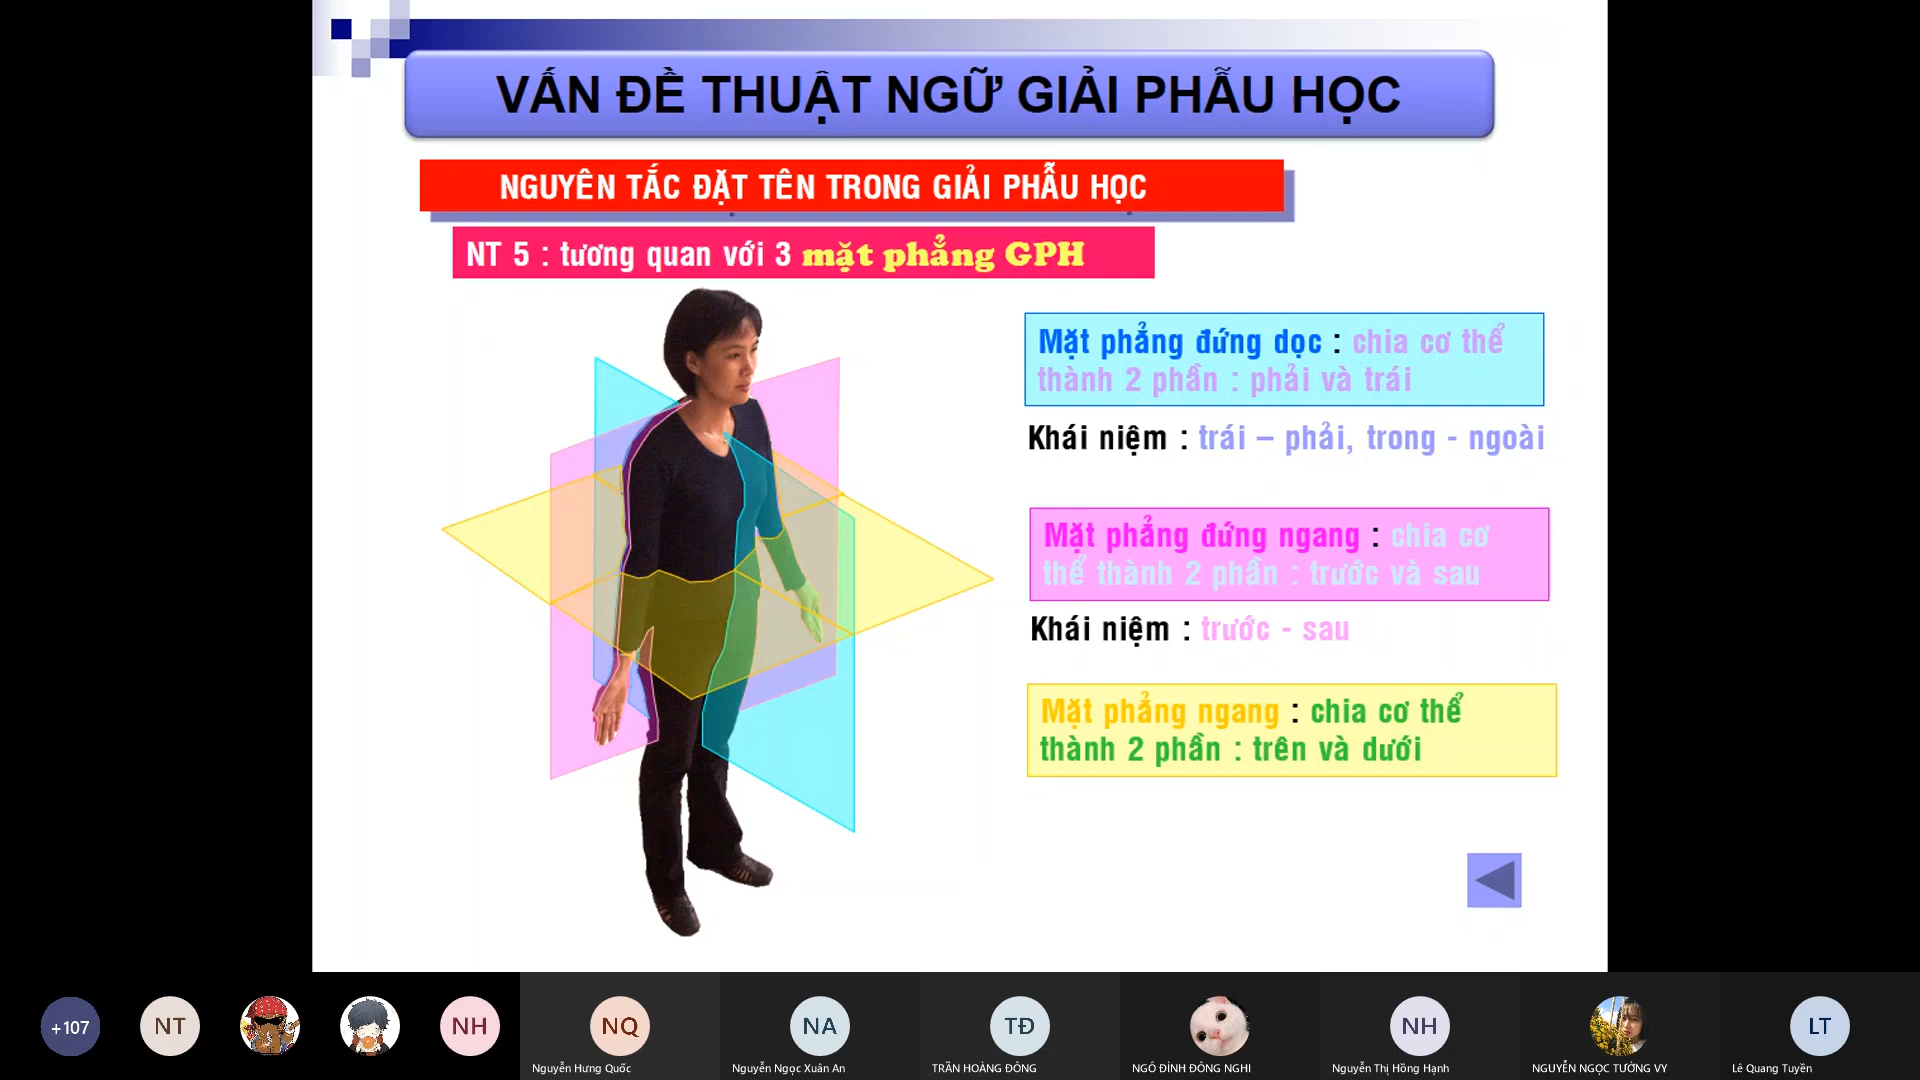 VẤN ĐỀ THUẬT NGỮ GIẢI PHẪU HỌC
NGUYÊN TẮC ĐẶT TÊN TRONG GIẢI PHẪU HỌC
NT 5 : tương quan với 3 mặt phẳng GPH
Mặt phẳng đứng dọc : chia cơ thể
thành 2 phần : phải và trái
Khái niệm : trái – phải, trong - ngoài
Mặt phẳng đứng ngang : chia cơ
thể thành 2 phần : trước và sau
Khái niệm : trước - sau
Mặt phẳng ngang : chia cơ thể
thành 2 phần : trên và dưới
+107
NT
NH
NQ
NA
TĐ
NH
LT
Nguyễn Hưng Quốc
Nguyễn Ngọc Xuân An
TRẦN HOÀNG ĐÔNG
NGÔ ĐÌNH ĐÔNG NGHI
Nguyễn Thị Hồng Hạnh
NGUYỄN NGỌC TƯỜNG VY
Lê Quang Tuyền